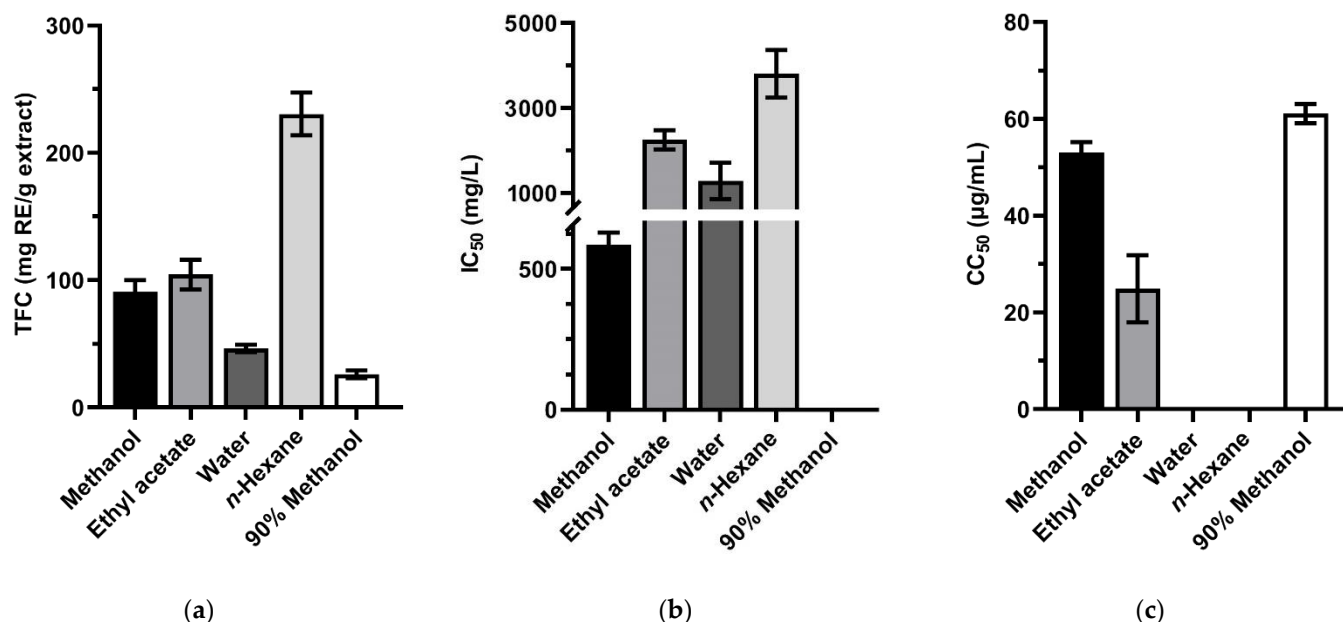 TFC (mg RE/g extract)
300
200
100
0
Methanol
Ethyl acetate
Water
n-Hexane
90% Methanol
(a)
IC50 (mg/L)
5000
3000
1000
500
0
Methanol
Ethyl acetate
Water
n-Hexane
90% Methanol
(b)
CC50 (µg/mL)
80
60
40
20
0
Methanol
Ethyl acetate
Water
n-Hexane
90% Methanol
(c)